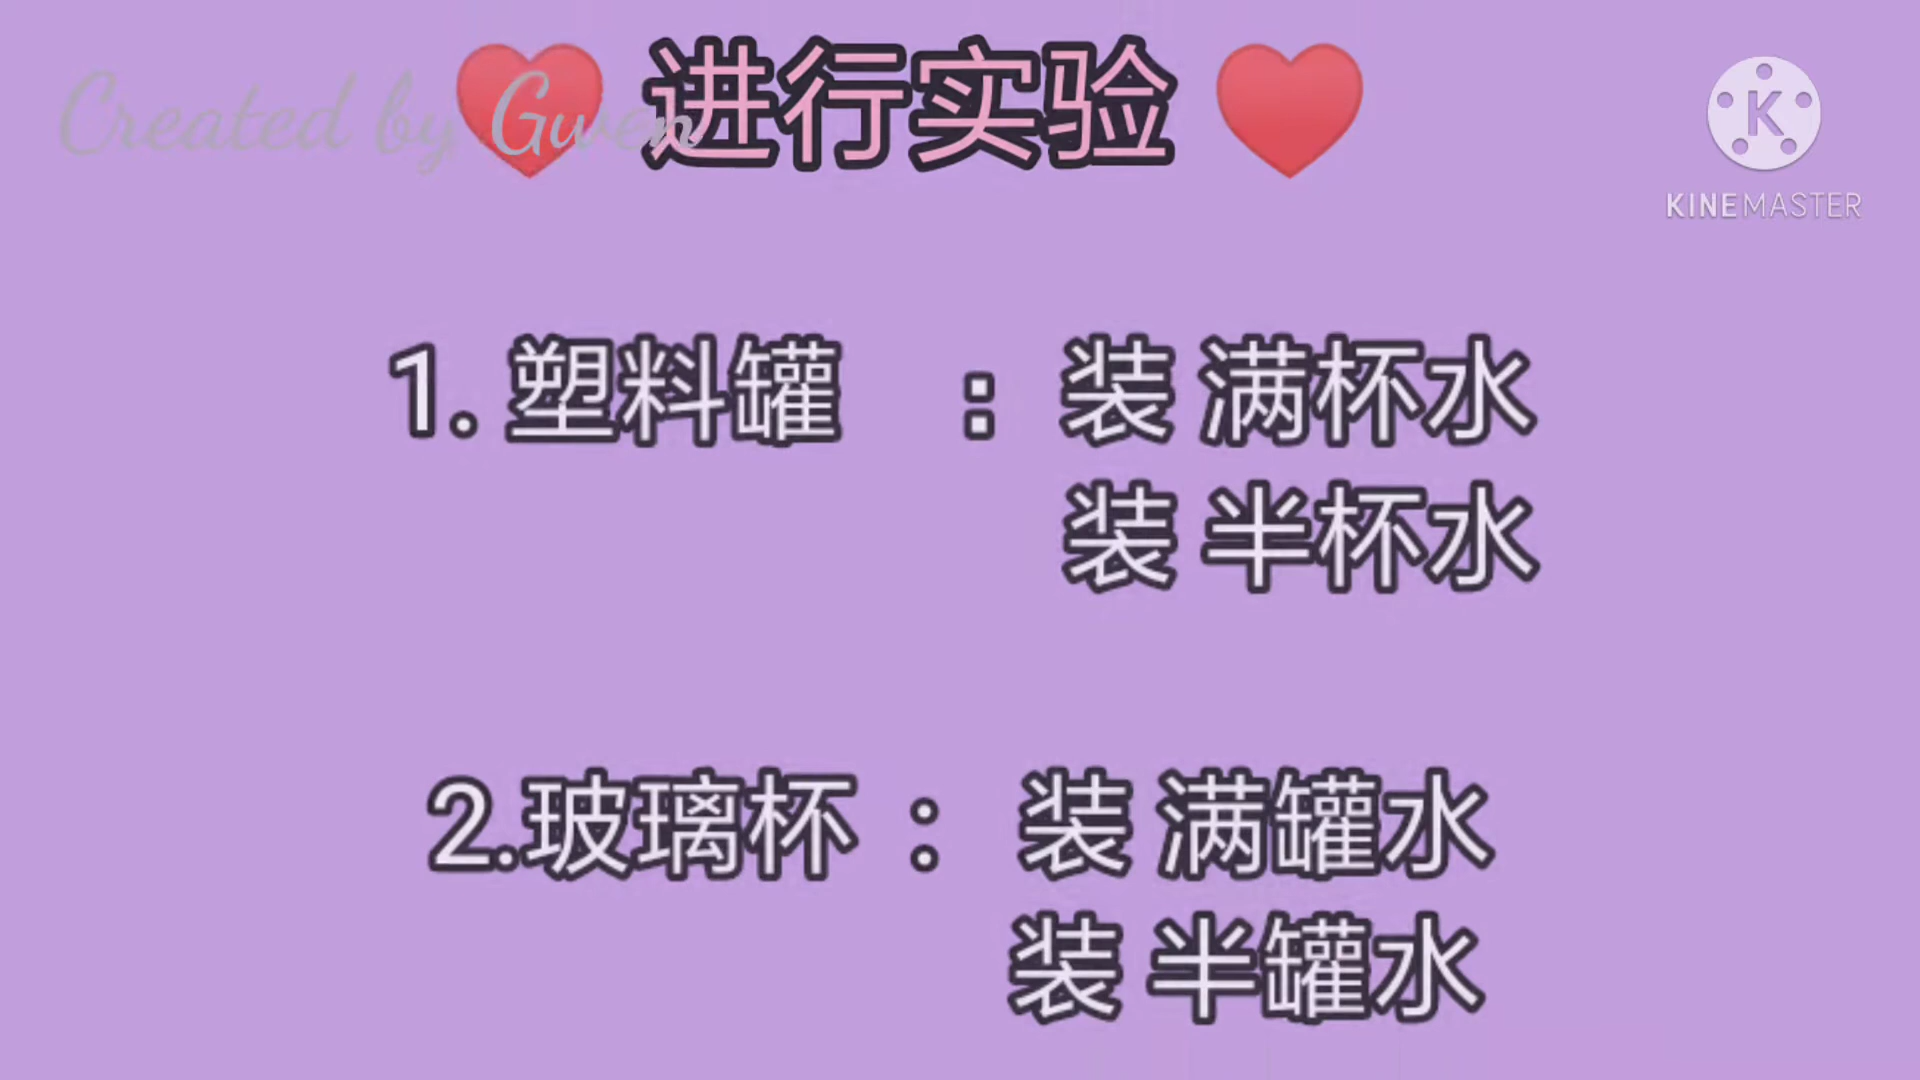 Created by Gwen
进行实验
KINEMASTER
1. 塑料罐 : 装 满杯水
装 半杯水
2.玻璃杯 : 装 满罐水
装 半罐水